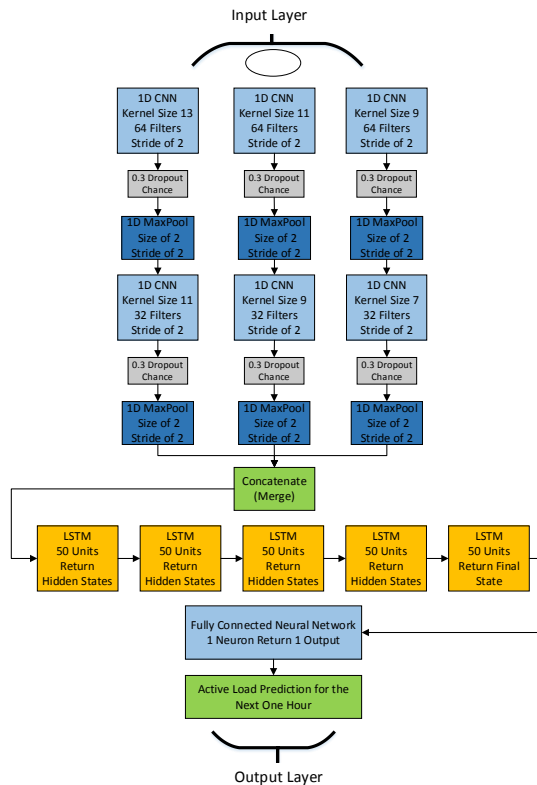 Input Layer
1D CNN
Kernel Size 13
64 Filters
Stride of 2
1D CNN
Kernel Size 11
64 Filters
Stride of 2
1D CNN
Kernel Size 9
64 Filters
Stride of 2
0.3 Dropout
Chance
0.3 Dropout
Chance
0.3 Dropout
Chance
1D MaxPool
Size of 2
Stride of 2
1D MaxPool
Size of 2
Stride of 2
1D MaxPool
Size of 2
Stride of 2
1D CNN
Kernel Size 11
32 Filters
Stride of 2
1D CNN
Kernel Size 9
32 Filters
Stride of 2
1D CNN
Kernel Size 7
32 Filters
Stride of 2
0.3 Dropout
Chance
0.3 Dropout
Chance
0.3 Dropout
Chance
1D MaxPool
Size of 2
Stride of 2
1D MaxPool
Size of 2
Stride of 2
1D MaxPool
Size of 2
Stride of 2
Concatenate
(Merge)
LSTM
50 Units
Return
Hidden States
LSTM
50 Units
Return
Hidden States
LSTM
50 Units
Return
Hidden States
LSTM
50 Units
Return
Hidden States
LSTM
50 Units
Return Final
State
Fully Connected Neural Network
1 Neuron Return 1 Output
Active Load Prediction for the
Next One Hour
Output Layer